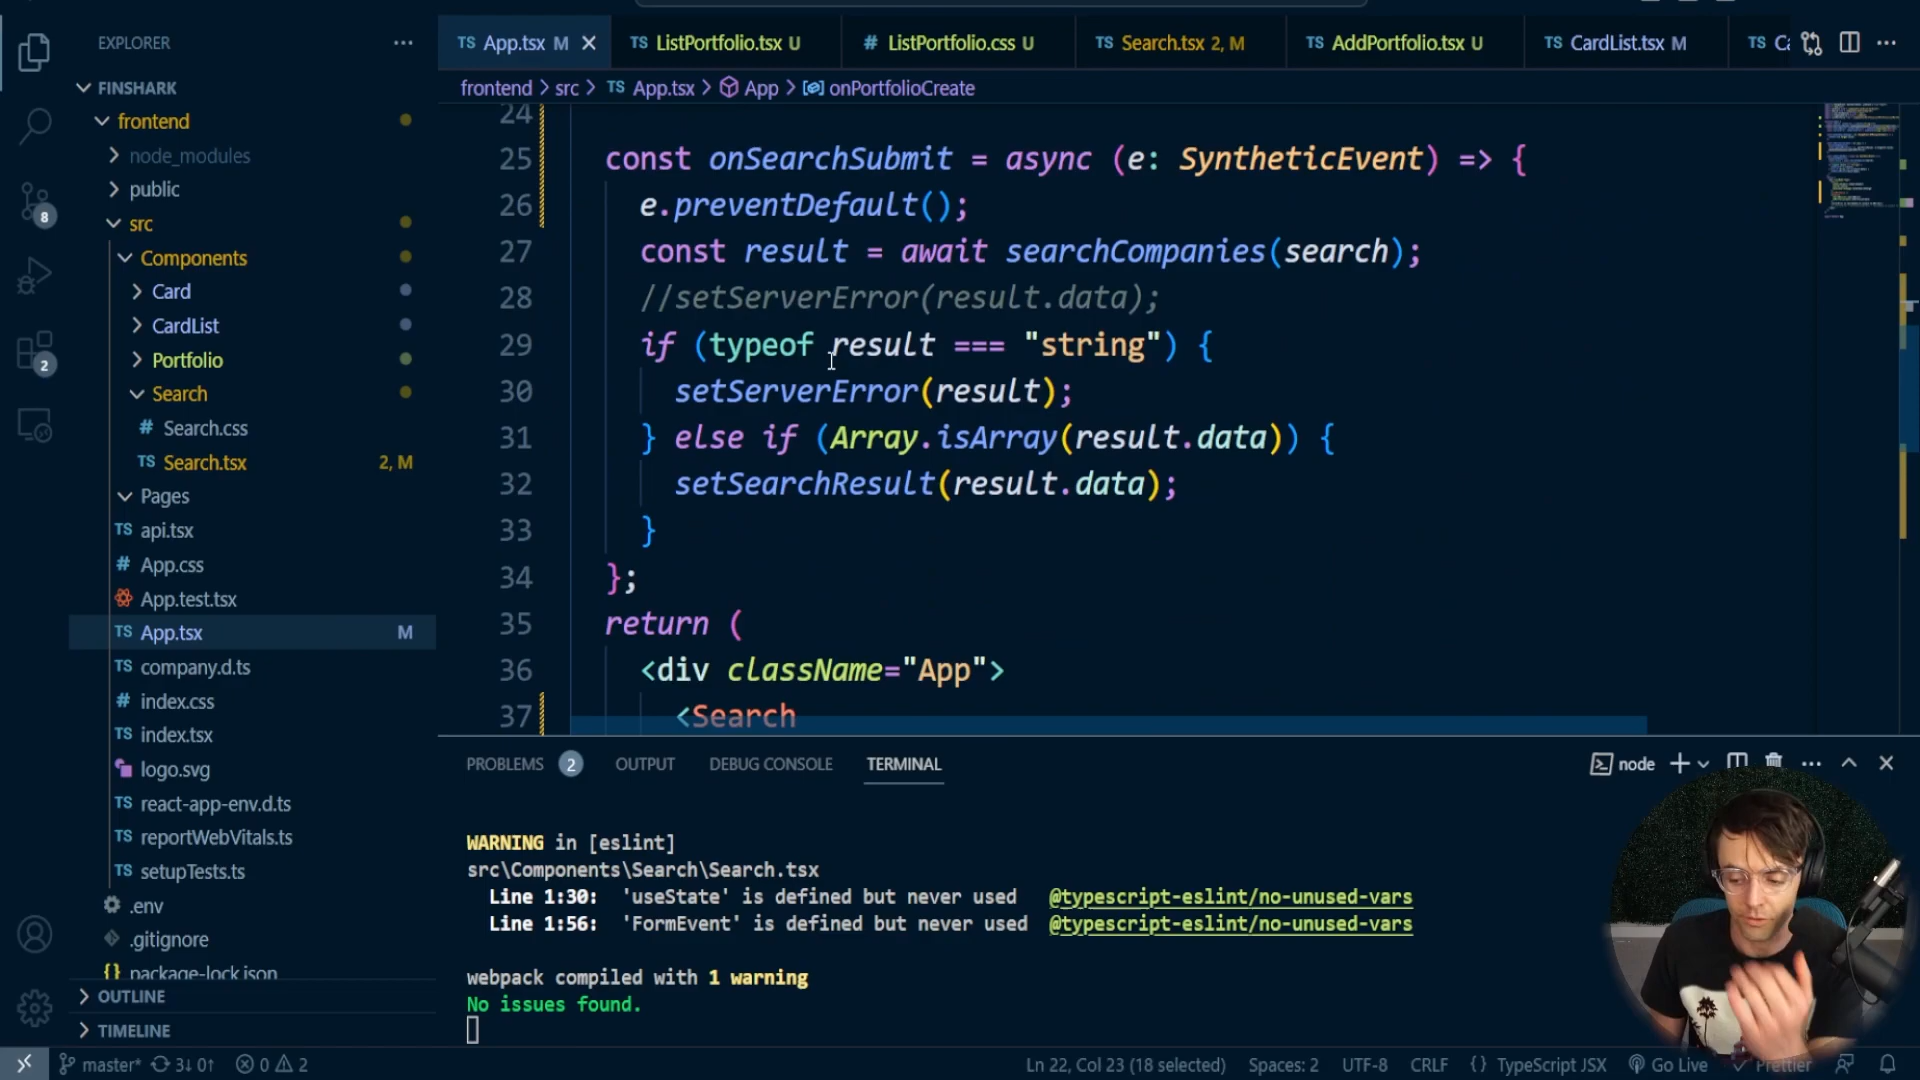 EXPLORER
FINSHARK
frontend
node_modules
public
src
Components
Card
CardList
Portfolio
Search
# Search.css
TS Search.tsx 2, M
Pages
TS api.tsx
# App.css
App.test.tsx
TS App.tsx M
TS company.d.ts
# index.css
TS index.tsx
logo.svg
TS react-app-env.d.ts
TS reportWebVitals.ts
TS setupTests.ts
.env
.gitignore
{} package-lock.json
OUTLINE
TIMELINE
8
2
TS App.tsx M
TS ListPortfolio.tsx U
# ListPortfolio.css U
TS Search.tsx 2, M
TS AddPortfolio.tsx U
TS CardList.tsx M
TS
frontend > src > TS App.tsx > App > onPortfolioCreate
24
25 const onSearchSubmit = async (e: SyntheticEvent) => {
26 e.preventDefault();
27 const result = await searchCompanies(search);
28 //setServerError(result.data);
29 if (typeof result === "string") {
30 setServerError(result);
31 } else if (Array.isArray(result.data)) {
32 setSearchResult(result.data);
33 }
34 };
35 return (
36 <div className="App">
37 <Search
PROBLEMS 2 OUTPUT DEBUG CONSOLE TERMINAL
node
WARNING in [eslint]
src\Components\Search\Search.tsx
Line 1:30: 'useState' is defined but never used @typescript-eslint/no-unused-vars
Line 1:56: 'FormEvent' is defined but never used @typescript-eslint/no-unused-vars
webpack compiled with 1 warning
No issues found.
master* 3↓ 0↑ 0 2
Ln 22, Col 23 (18 selected) Spaces: 2 UTF-8 CRLF {} TypeScript JSX Go Live Prettier